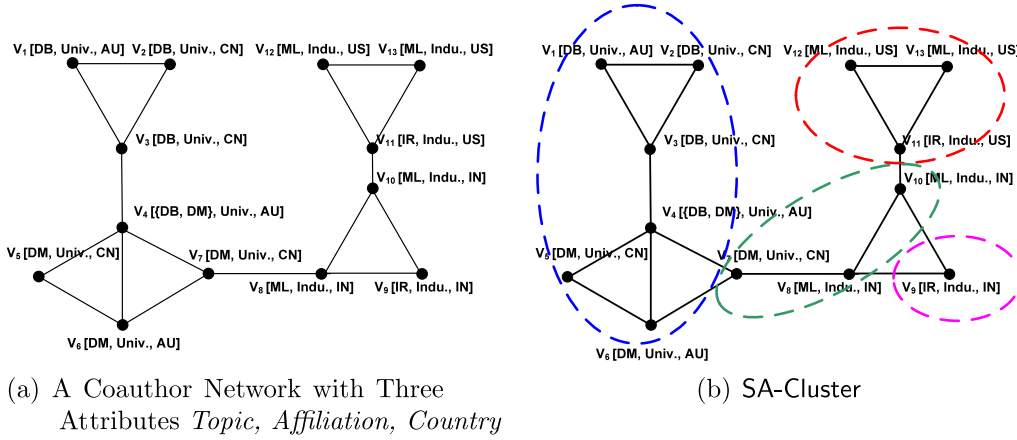 V1 [DB, Univ., AU] V2 [DB, Univ., CN] V12 [ML, Indu., US] V13 [ML, Indu., US]
V3 [DB, Univ., CN] V11 [IR, Indu., US]
V10 [ML, Indu., IN]
V4 [{DB, DM}, Univ., AU]
V5 [DM, Univ., CN] V7 [DM, Univ., CN]
V8 [ML, Indu., IN] V9 [IR, Indu., IN]
V6 [DM, Univ., AU]
(a) A Coauthor Network with Three
Attributes Topic, Affiliation, Country
V1 [DB, Univ., AU] V2 [DB, Univ., CN] V12 [ML, Indu., US] V13 [ML, Indu., US]
V3 [DB, Univ., CN] V11 [IR, Indu., US]
V10 [ML, Indu., IN]
V4 [{DB, DM}, Univ., AU]
V5 [DM, Univ., CN] V7 [DM, Univ., CN]
V8 [ML, Indu., IN] V9 [IR, Indu., IN]
V6 [DM, Univ., AU]
(b) SA-Cluster